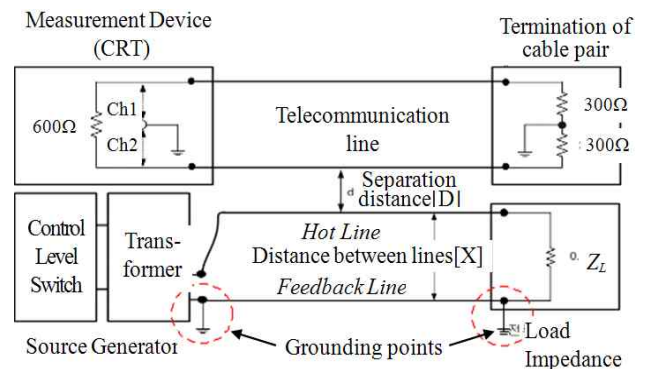 Measurement Device
(CRT)
Termination of
cable pair
Ch1
600Ω
Ch2
Telecommunication
line
300Ω
300Ω
d
Separation
distance[D]
Control
Level
Switch
Trans-
former
Hot Line
Distance between lines[X]
Feedback Line
0.
Z_L
Source Generator
Grounding points
Load
Impedance